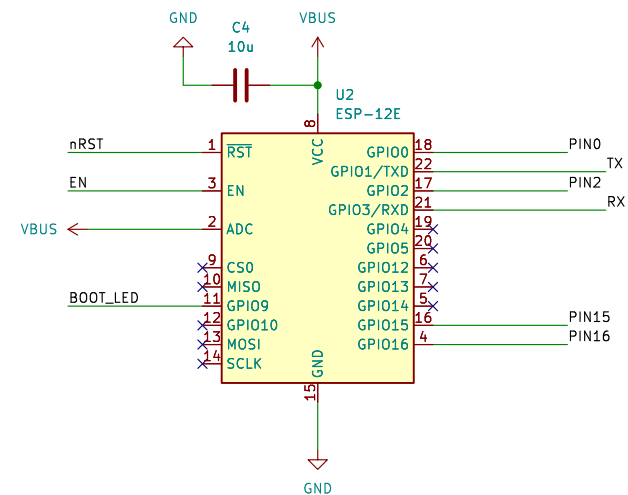 GND
C4
10u
VBUS
U2
ESP-12E
8
VCC
nRST 1 RST
EN 3 EN
VBUS 2 ADC
9 CS0
10 MISO
BOOT_LED 11 GPIO9
12 GPIO10
13 MOSI
14 SCLK
GPIO0 18 PIN0
GPIO1/TXD 22 TX
GPIO2 17 PIN2
GPIO3/RXD 21 RX
GPIO4 19
GPIO5 20
GPIO12 6
GPIO13 7
GPIO14 5
GPIO15 16 PIN15
GPIO16 4 PIN16
GND
15
GND